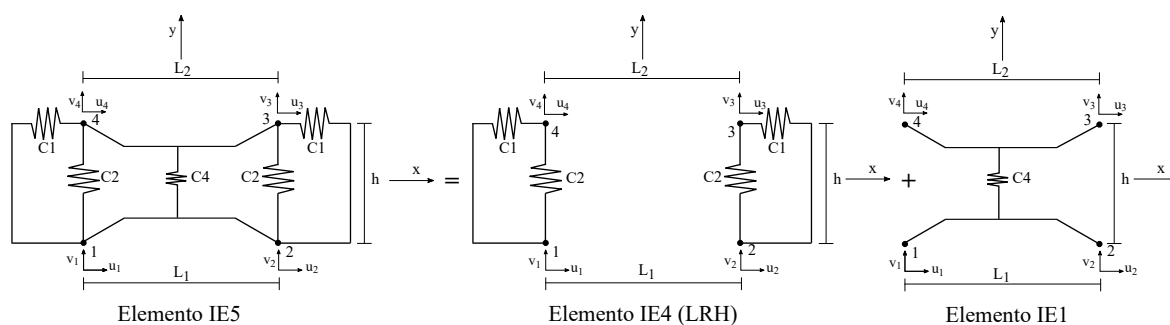 y
L2
v4
u4
4
v3
u3
3
C1
C1
C2
C4
C2
h
x
v1
1
u1
v2
2
u2
L1
Elemento IE5
=
y
L2
v4
u4
4
v3
u3
3
C1
C1
C2
C2
h
x
v1
1
u1
v2
2
u2
L1
Elemento IE4 (LRH)
+
y
L2
v4
u4
4
v3
u3
3
C4
h
x
v1
1
u1
v2
2
u2
L1
Elemento IE1